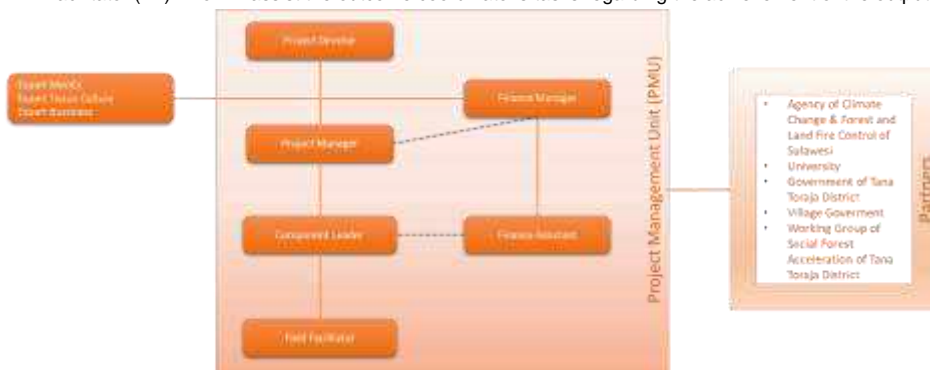 Project Director
Expert MonEv
Expert Tissue Culture
Expert Business
Finance Manager
Project Manager
Component Leader
Finance Assistant
Field Facilitator
Project Management Unit (PMU)
• Agency of Climate
Change & Forest and
Land Fire Control of
Sulawesi
• University
• Government of Tana
Toraja District
• Village Goverment
• Working Group of
Social Forest
Acceleration of Tana
Toraja District
Partners